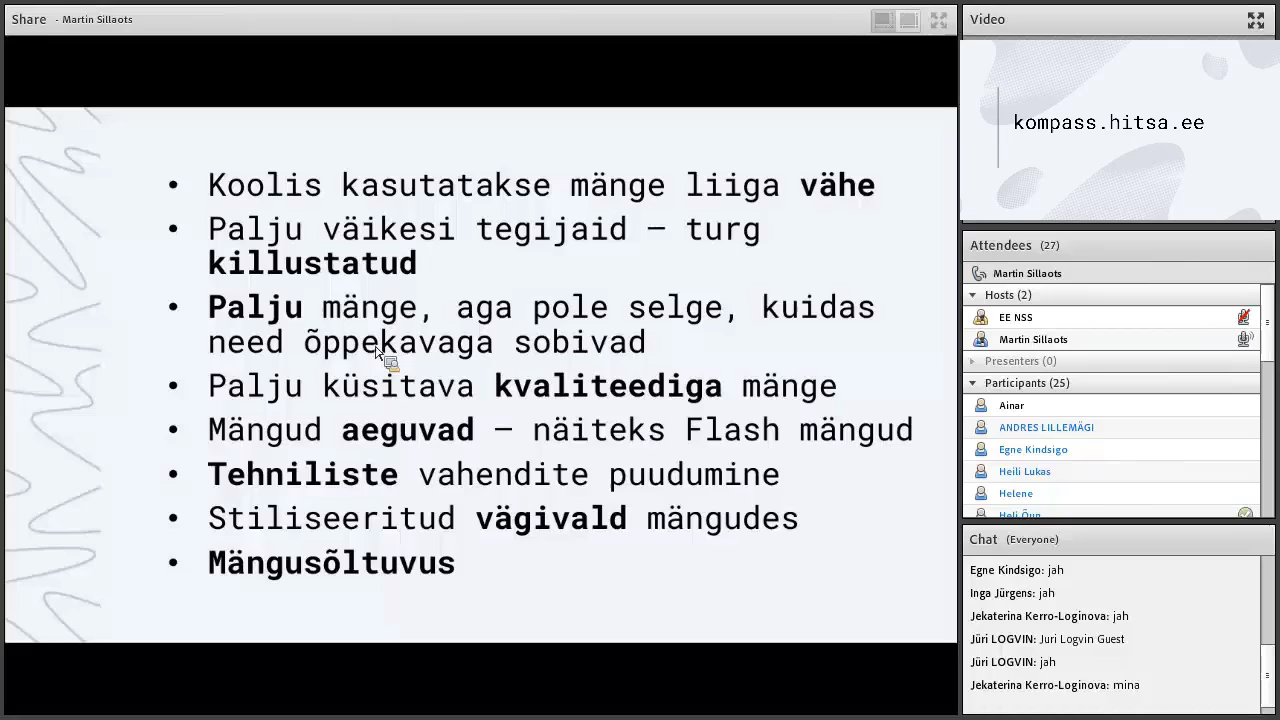 Share - Martin Sillaots
Koolis kasutatakse mänge liiga vähe
Palju väikesi tegijaid – turg
killustatud
Palju mänge, aga pole selge, kuidas
need õppekavaga sobivad
Palju küsitava kvaliteediga mänge
Mängud aeguvad – näiteks Flash mängud
Tehniliste vahendite puudumine
Stiliseeritud vägivald mängudes
Mängusõltuvus
Video
kompass.hitsa.ee
Attendees (27)
Martin Sillaots
Hosts (2)
EE NSS
Martin Sillaots
Presenters (0)
Participants (25)
Ainar
ANDRES LILLEMÄGI
Egne Kindsigo
Heili Lukas
Helene
Heli Õun
Chat (Everyone)
Egne Kindsigo: jah
Inga Jürgens: jah
Jekaterina Kerro-Loginova: jah
Jüri LOGVIN: Juri Logvin Guest
Jüri LOGVIN: jah
Jekaterina Kerro-Loginova: mina